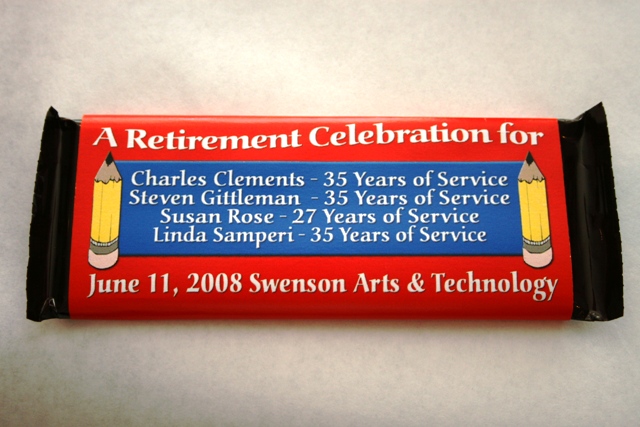 A Retirement Celebration for
Charles Clements - 35 Years of Service
Steven Gittleman - 35 Years of Service
Susan Rose - 27 Years of Service
Linda Samperi - 35 Years of Service
June 11, 2008 Swenson Arts & Technology